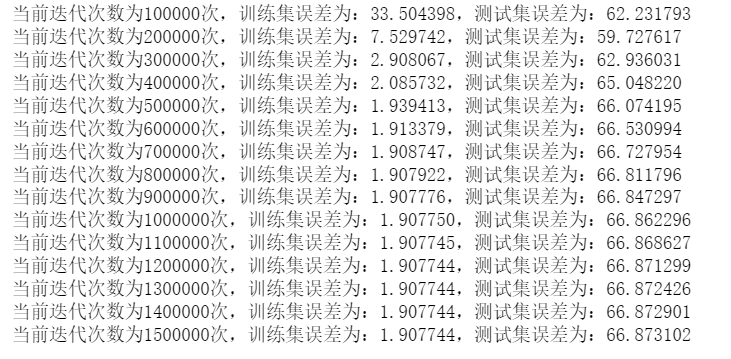 当前迭代次数为100000次，训练集误差为：33.504398，测试集误差为：62.231793
当前迭代次数为200000次，训练集误差为：7.529742，测试集误差为：59.727617
当前迭代次数为300000次，训练集误差为：2.908067，测试集误差为：62.936031
当前迭代次数为400000次，训练集误差为：2.085732，测试集误差为：65.048220
当前迭代次数为500000次，训练集误差为：1.939413，测试集误差为：66.074195
当前迭代次数为600000次，训练集误差为：1.913379，测试集误差为：66.530994
当前迭代次数为700000次，训练集误差为：1.908747，测试集误差为：66.727954
当前迭代次数为800000次，训练集误差为：1.907922，测试集误差为：66.811796
当前迭代次数为900000次，训练集误差为：1.907776，测试集误差为：66.847297
当前迭代次数为1000000次，训练集误差为：1.907750，测试集误差为：66.862296
当前迭代次数为1100000次，训练集误差为：1.907745，测试集误差为：66.868627
当前迭代次数为1200000次，训练集误差为：1.907744，测试集误差为：66.871299
当前迭代次数为1300000次，训练集误差为：1.907744，测试集误差为：66.872426
当前迭代次数为1400000次，训练集误差为：1.907744，测试集误差为：66.872901
当前迭代次数为1500000次，训练集误差为：1.907744，测试集误差为：66.873102